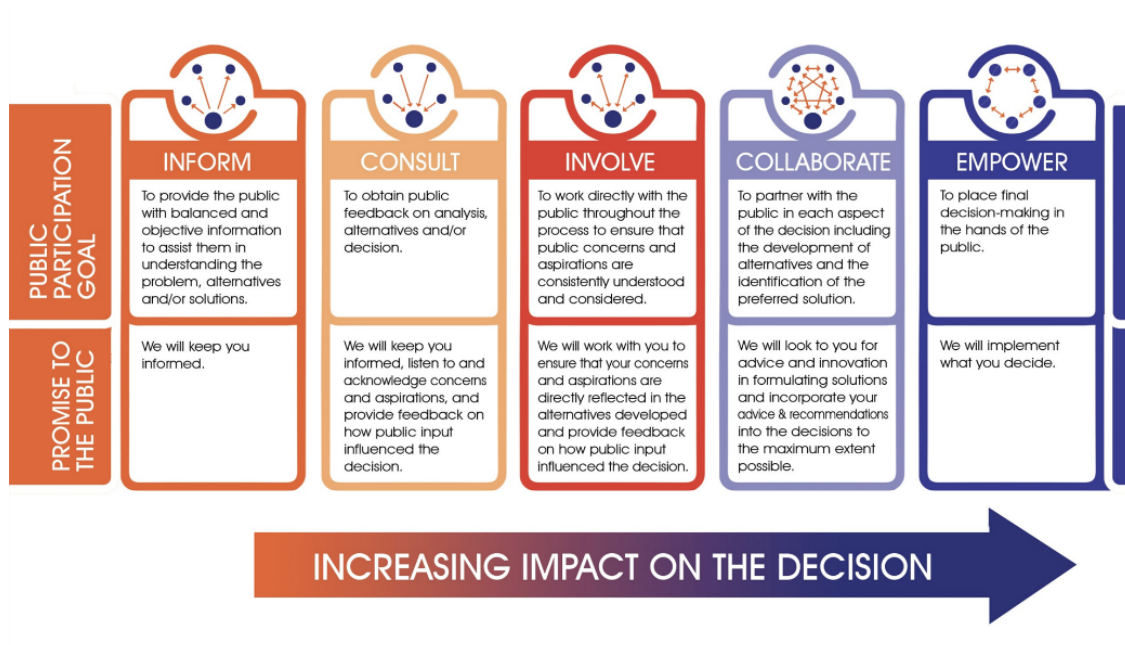 INFORM
CONSULT
INVOLVE
COLLABORATE
EMPOWER
PUBLIC
PARTICIPATION
GOAL
To provide the public
with balanced and
objective information
to assist them in
understanding the
problem, alternatives
and/or solutions.
To obtain public
feedback on analysis,
alternatives and/or
decision.
To work directly with the
public throughout the
process to ensure that
public concerns and
aspirations are
consistently understood
and considered.
To partner with the
public in each aspect
of the decision including
the development of
alternatives and the
identification of the
preferred solution.
To place final
decision-making in
the hands of the
public.
PROMISE TO
THE PUBLIC
We will keep you
informed.
We will keep you
informed, listen to and
acknowledge concerns
and aspirations, and
provide feedback on
how public input
influenced the
decision.
We will work with you to
ensure that your concerns
and aspirations are
directly reflected in the
alternatives developed
and provide feedback
on how public input
influenced the decision.
We will look to you for
advice and innovation
in formulating solutions
and incorporate your
advice & recommendations
into the decisions to
the maximum extent
possible.
We will implement
what you decide.
INCREASING IMPACT ON THE DECISION